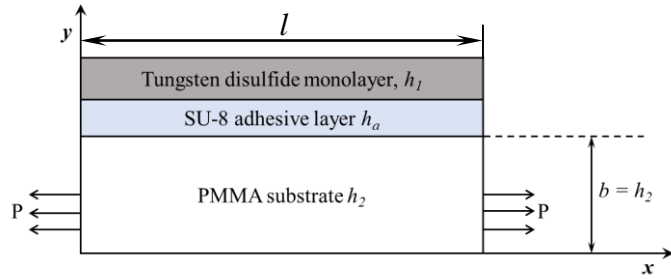 y
l
Tungsten disulfide monolayer, h₁
SU-8 adhesive layer hₐ
PMMA substrate h₂
P
P
b = h₂
x